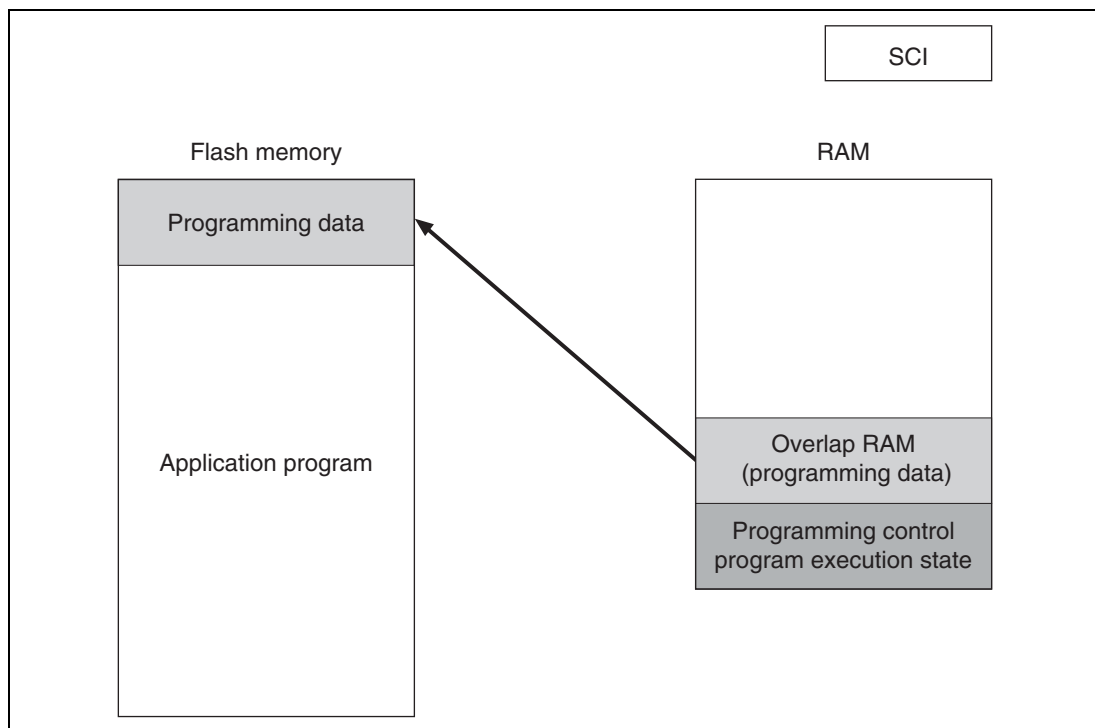 SCI
Flash memory
RAM
Programming data
Application program
Overlap RAM
(programming data)
Programming control
program execution state